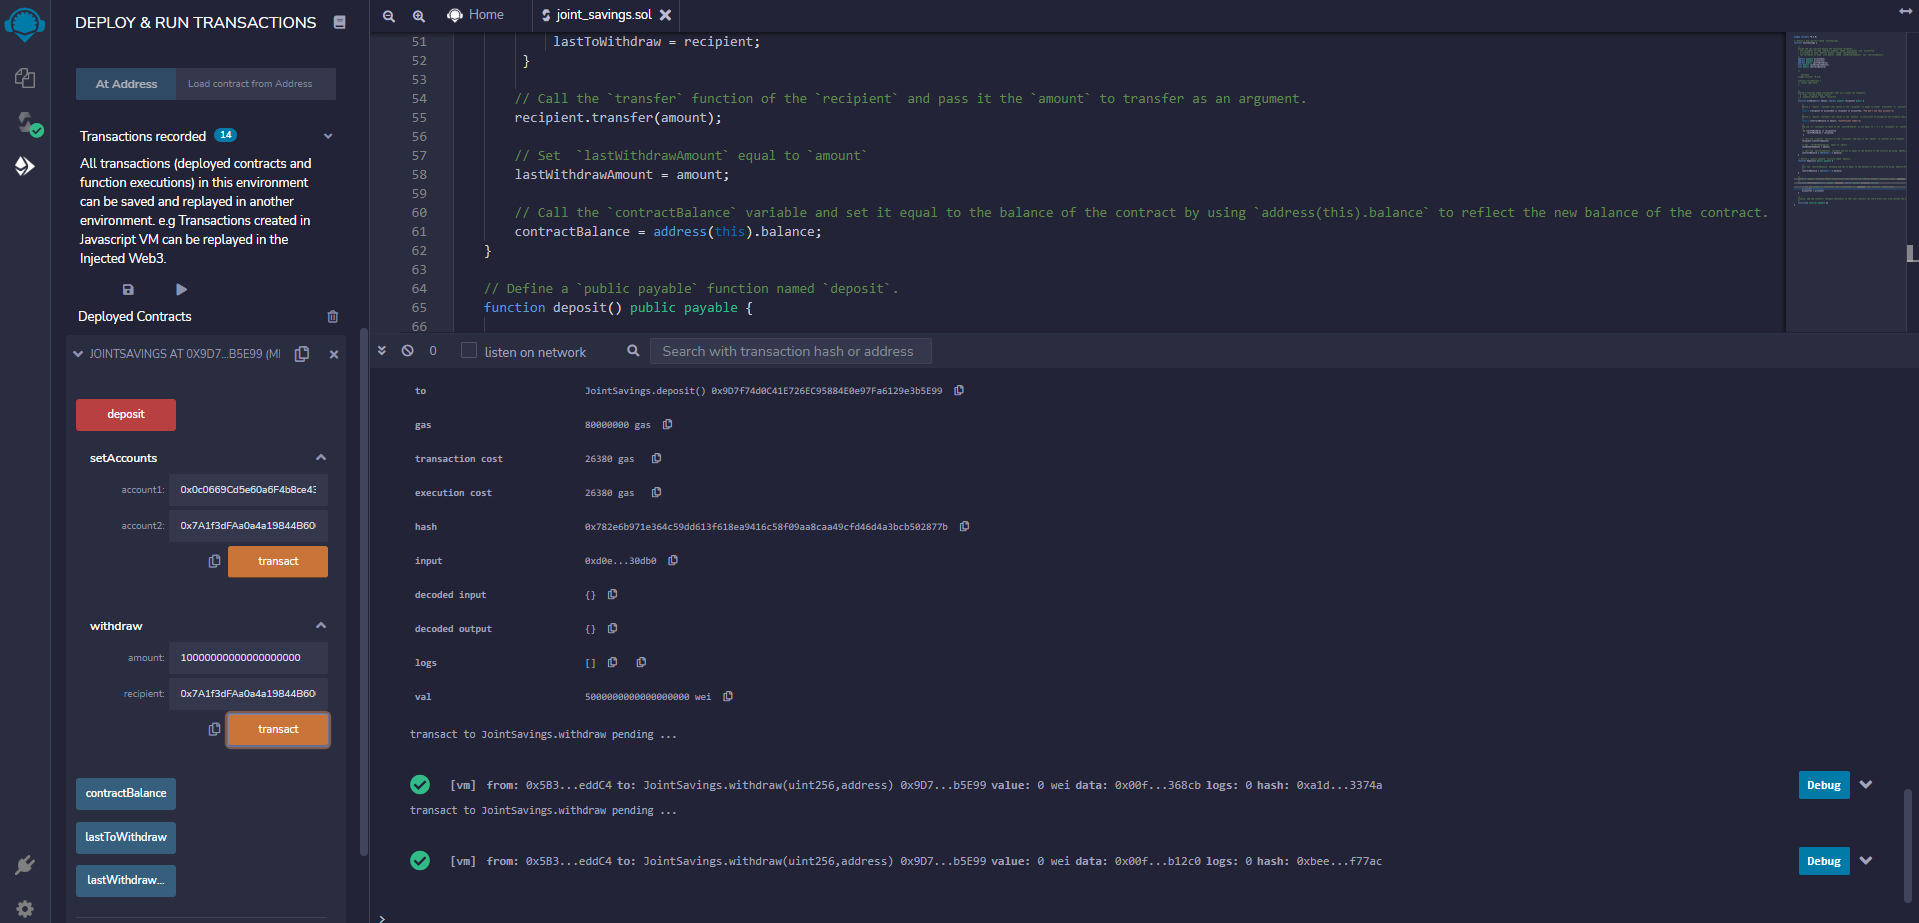 DEPLOY & RUN TRANSACTIONS
At Address
Load contract from Address
Transactions recorded 14
All transactions (deployed contracts and
function executions) in this environment
can be saved and replayed in another
environment. e.g Transactions created in
Javascript VM can be replayed in the
Injected Web3.
Deployed Contracts
JOINTSAVINGS AT 0X9D7...B5E99 (M
deposit
setAccounts
account1: 0x0c0669Cd5e60a6F4b8ce43
account2: 0x7A1f3dFAa0a4a19844B60
transact
withdraw
amount: 10000000000000000000
recipient: 0x7A1f3dFAa0a4a19844B60
transact
contractBalance
lastToWithdraw
lastWithdraw...
Home
joint_savings.sol
51 lastToWithdraw = recipient;
52 }
53
54 // Call the `transfer` function of the `recipient` and pass it the `amount` to transfer as an argument.
55 recipient.transfer(amount);
56
57 // Set  `lastWithdrawAmount` equal to `amount`
58 lastWithdrawAmount = amount;
59
60 // Call the `contractBalance` variable and set it equal to the balance of the contract by using `address(this).balance` to reflect the new balance of the contract.
61 contractBalance = address(this).balance;
62 }
63
64 // Define a `public payable` function named `deposit`.
65 function deposit() public payable {
66
0
listen on network
Search with transaction hash or address
to JointSavings.deposit() 0x9D7f74d0C41E726EC95884E0e97Fa6129e3b5E99
gas 80000000 gas
transaction cost 26380 gas
execution cost 26380 gas
hash 0x782e6b971e364c59dd613f618ea9416c58f09aa8caa49cfd46d4a3bcb502877b
input 0xd0e...30db0
decoded input {}
decoded output {}
logs []
val 5000000000000000000 wei
transact to JointSavings.withdraw pending ...
[vm] from: 0x5B3...eddC4 to: JointSavings.withdraw(uint256,address) 0x9D7...b5E99 value: 0 wei data: 0x00f...368cb logs: 0 hash: 0xa1d...3374a
Debug
transact to JointSavings.withdraw pending ...
[vm] from: 0x5B3...eddC4 to: JointSavings.withdraw(uint256,address) 0x9D7...b5E99 value: 0 wei data: 0x00f...b12c0 logs: 0 hash: 0xbee...f77ac
Debug
>